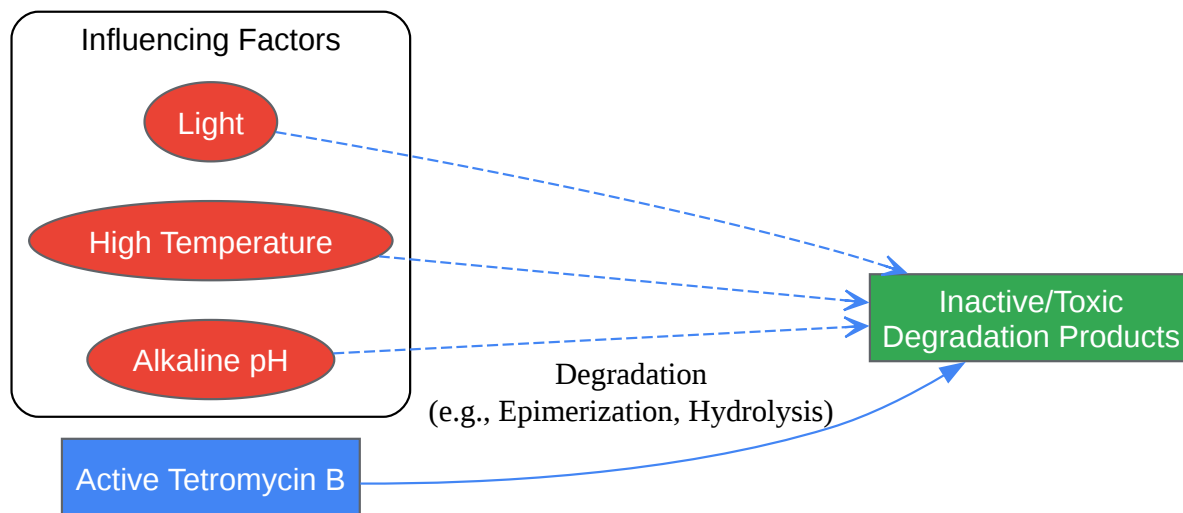 Influencing Factors
Light
High Temperature
Alkaline pH
Inactive/Toxic
Degradation Products
Degradation
(e.g., Epimerization, Hydrolysis)
Active Tetromycin B